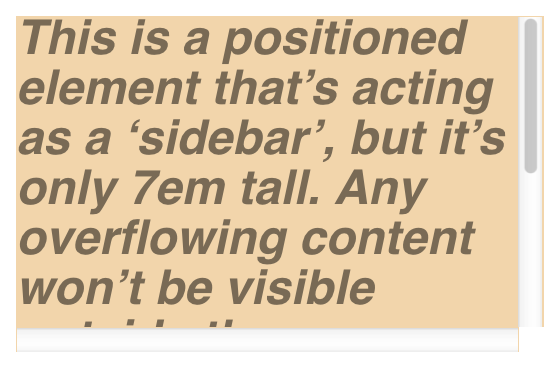 This is a positioned
element that’s acting
as a ‘sidebar’, but it’s
only 7em tall. Any
overflowing content
won’t be visible